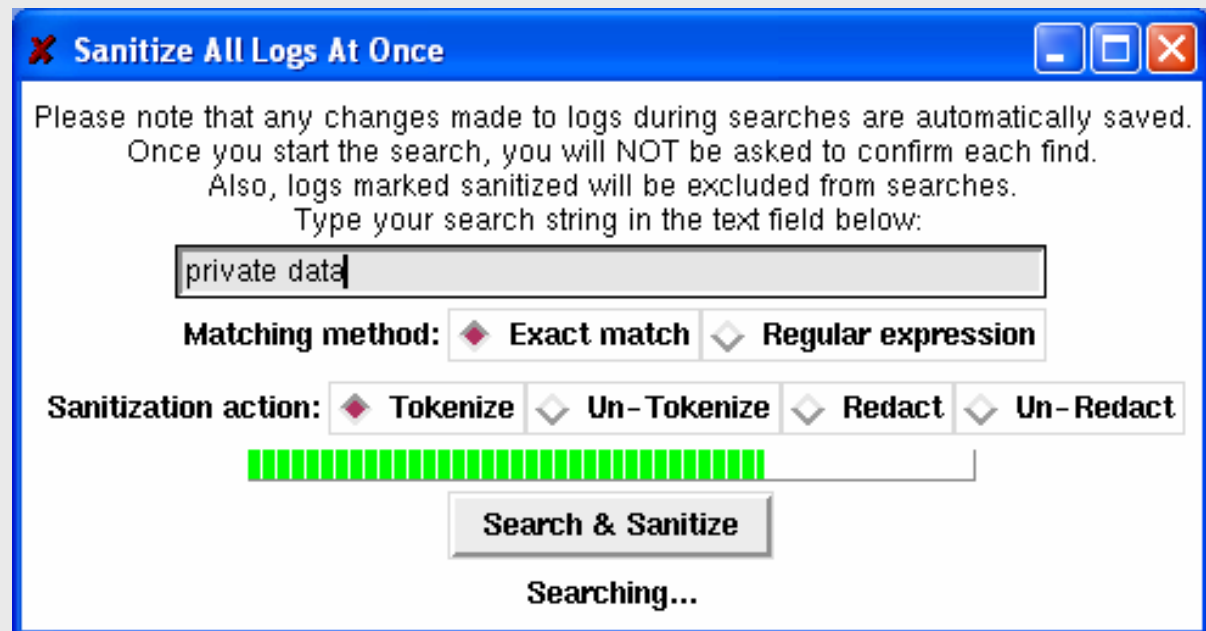 Sanitize All Logs At Once
Please note that any changes made to logs during searches are automatically saved.
Once you start the search, you will NOT be asked to confirm each find.
Also, logs marked sanitized will be excluded from searches.
Type your search string in the text field below:
private data
Matching method: Exact match Regular expression
Sanitization action: Tokenize Un-Tokenize Redact Un-Redact
Search & Sanitize
Searching...